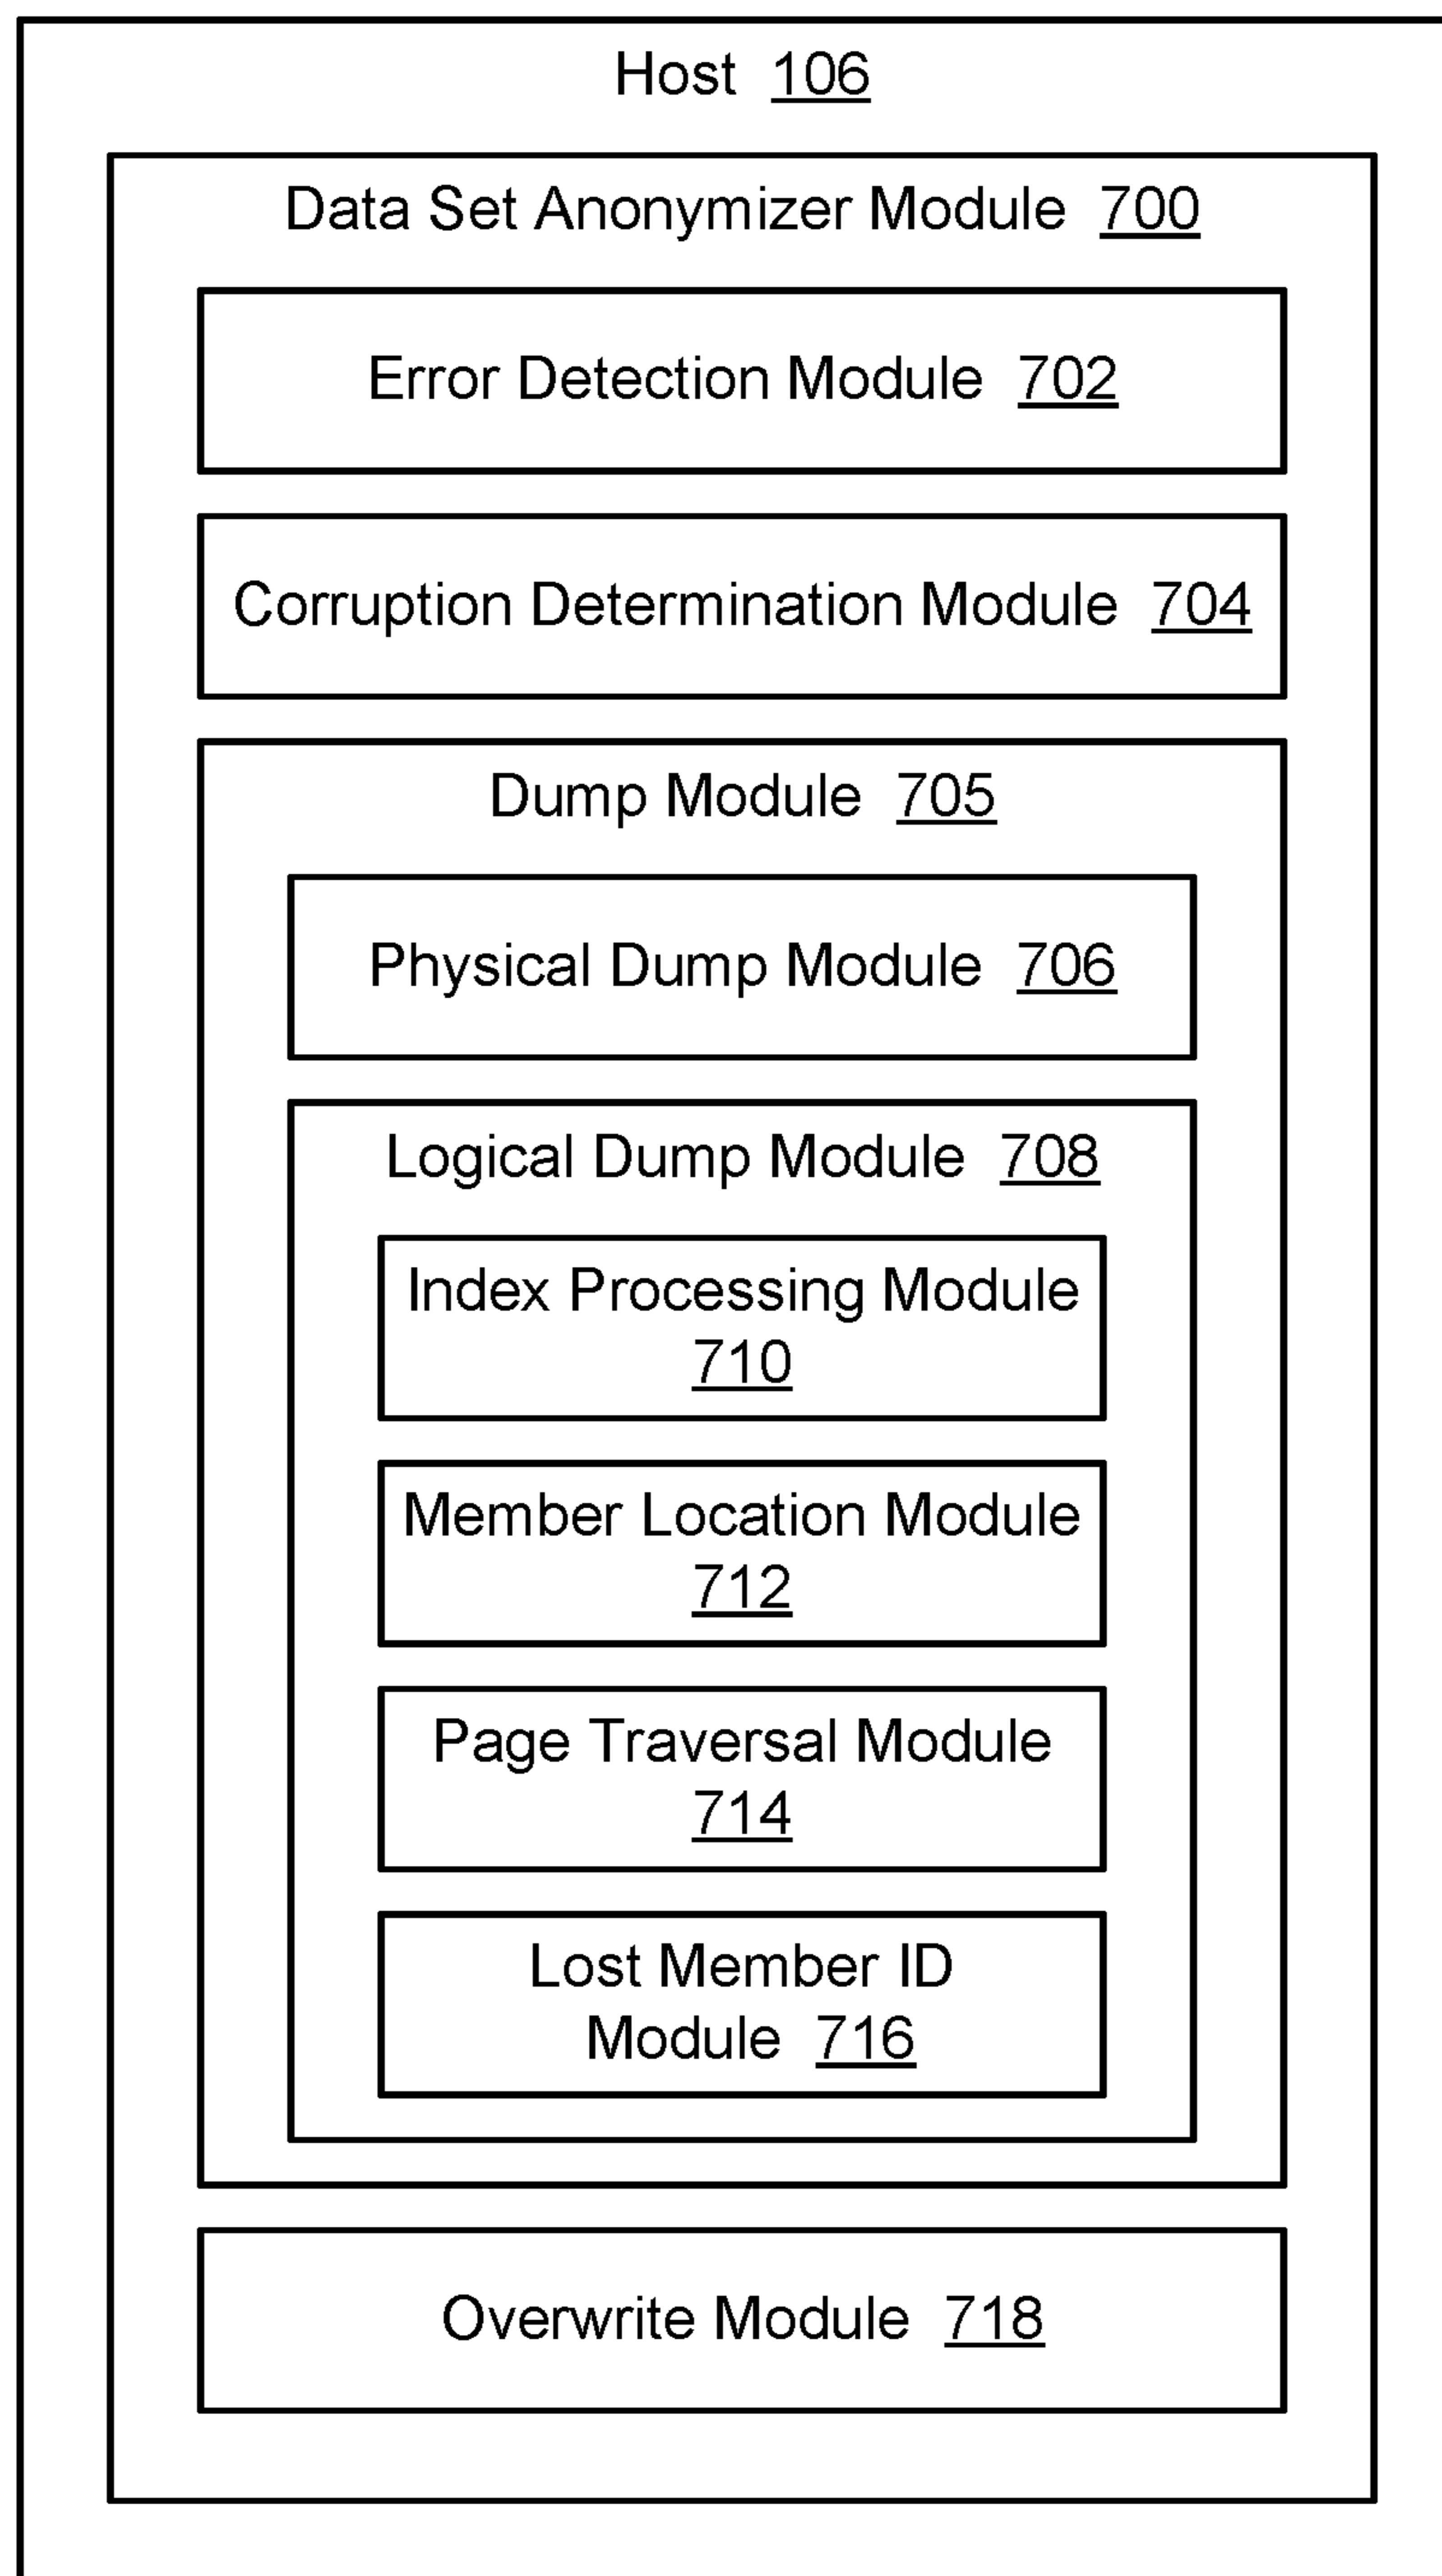 Host 106
Data Set Anonymizer Module 700
Error Detection Module 702
Corruption Determination Module 704
Dump Module 705
Physical Dump Module 706
Logical Dump Module 708
Index Processing Module
710
Member Location Module
712
Page Traversal Module
714
Lost Member ID
Module 716
Overwrite Module 718